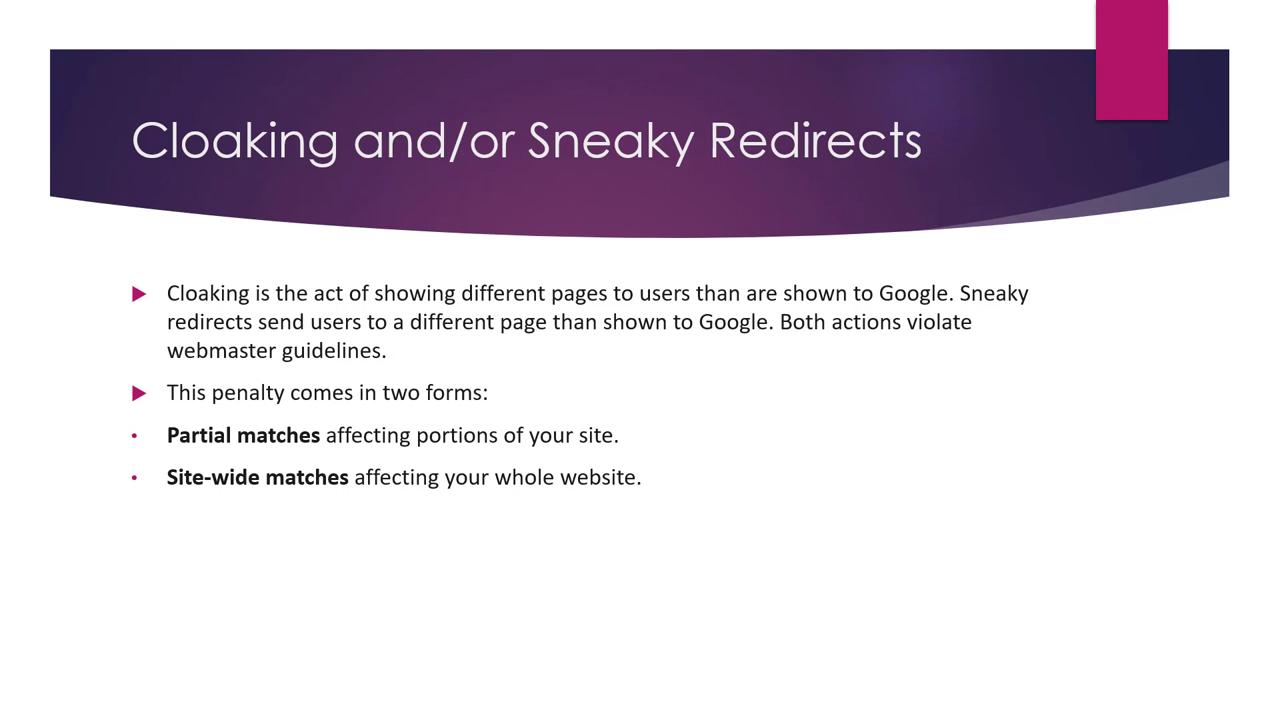 Cloaking and/or Sneaky Redirects
Cloaking is the act of showing different pages to users than are shown to Google. Sneaky
redirects send users to a different page than shown to Google. Both actions violate
webmaster guidelines.
This penalty comes in two forms:
Partial matches affecting portions of your site.
Site-wide matches affecting your whole website.